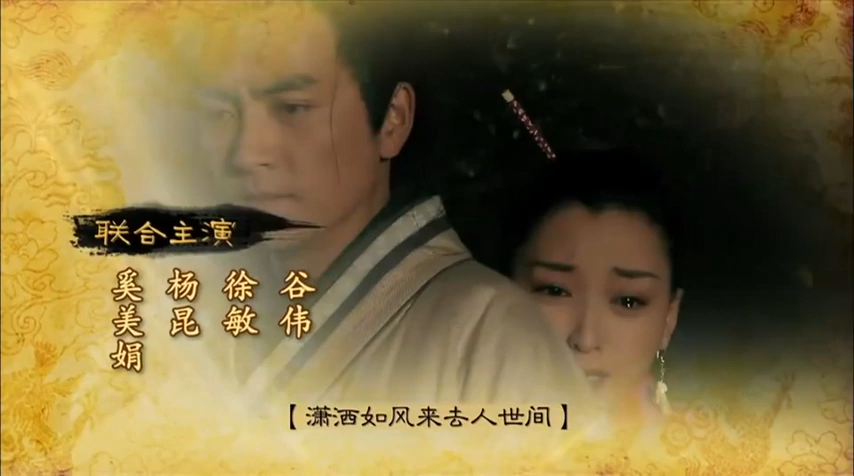 联合主演
谷伟
徐敏
杨昆
奚美娟
【潇洒如风来去人世间】